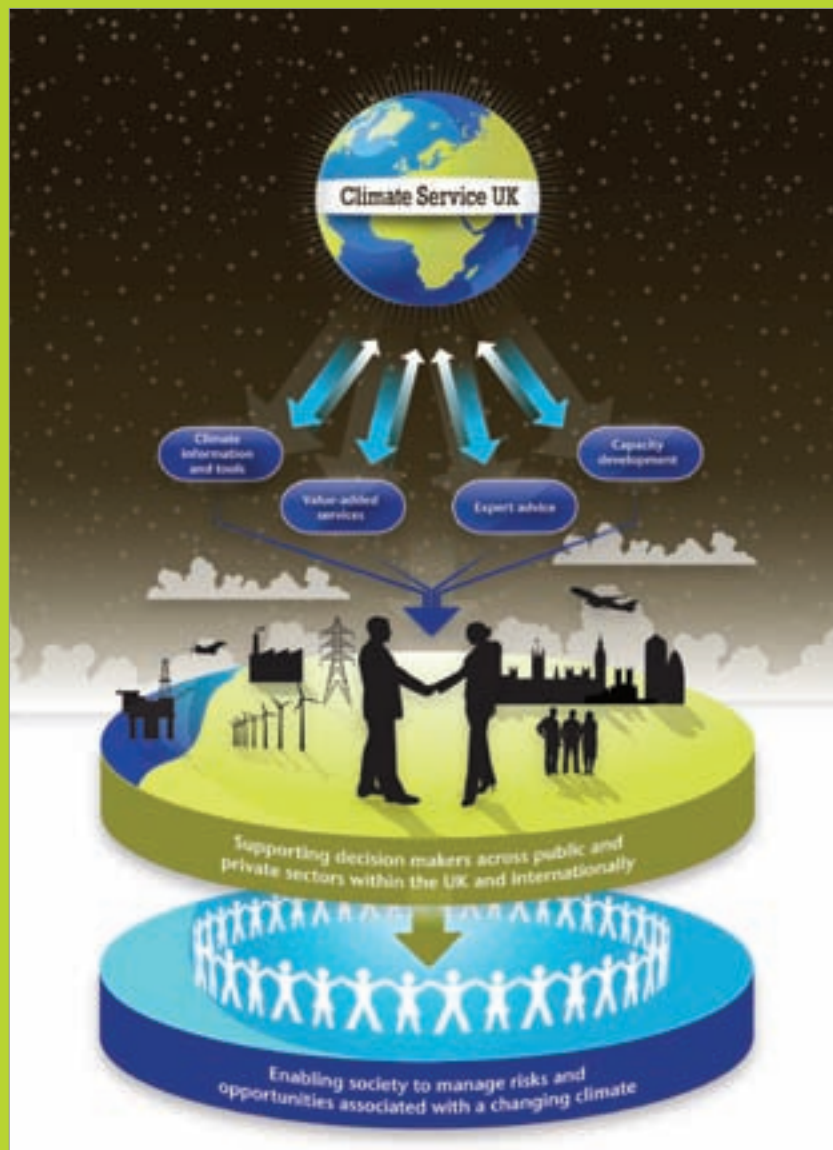 Climate Service UK
Climate
information
and tools
Capacity
development
Value-added
services
Expert advice
Supporting decision makers across public and
private sectors within the UK and internationally
Enabling society to manage risks and
opportunities associated with a changing climate